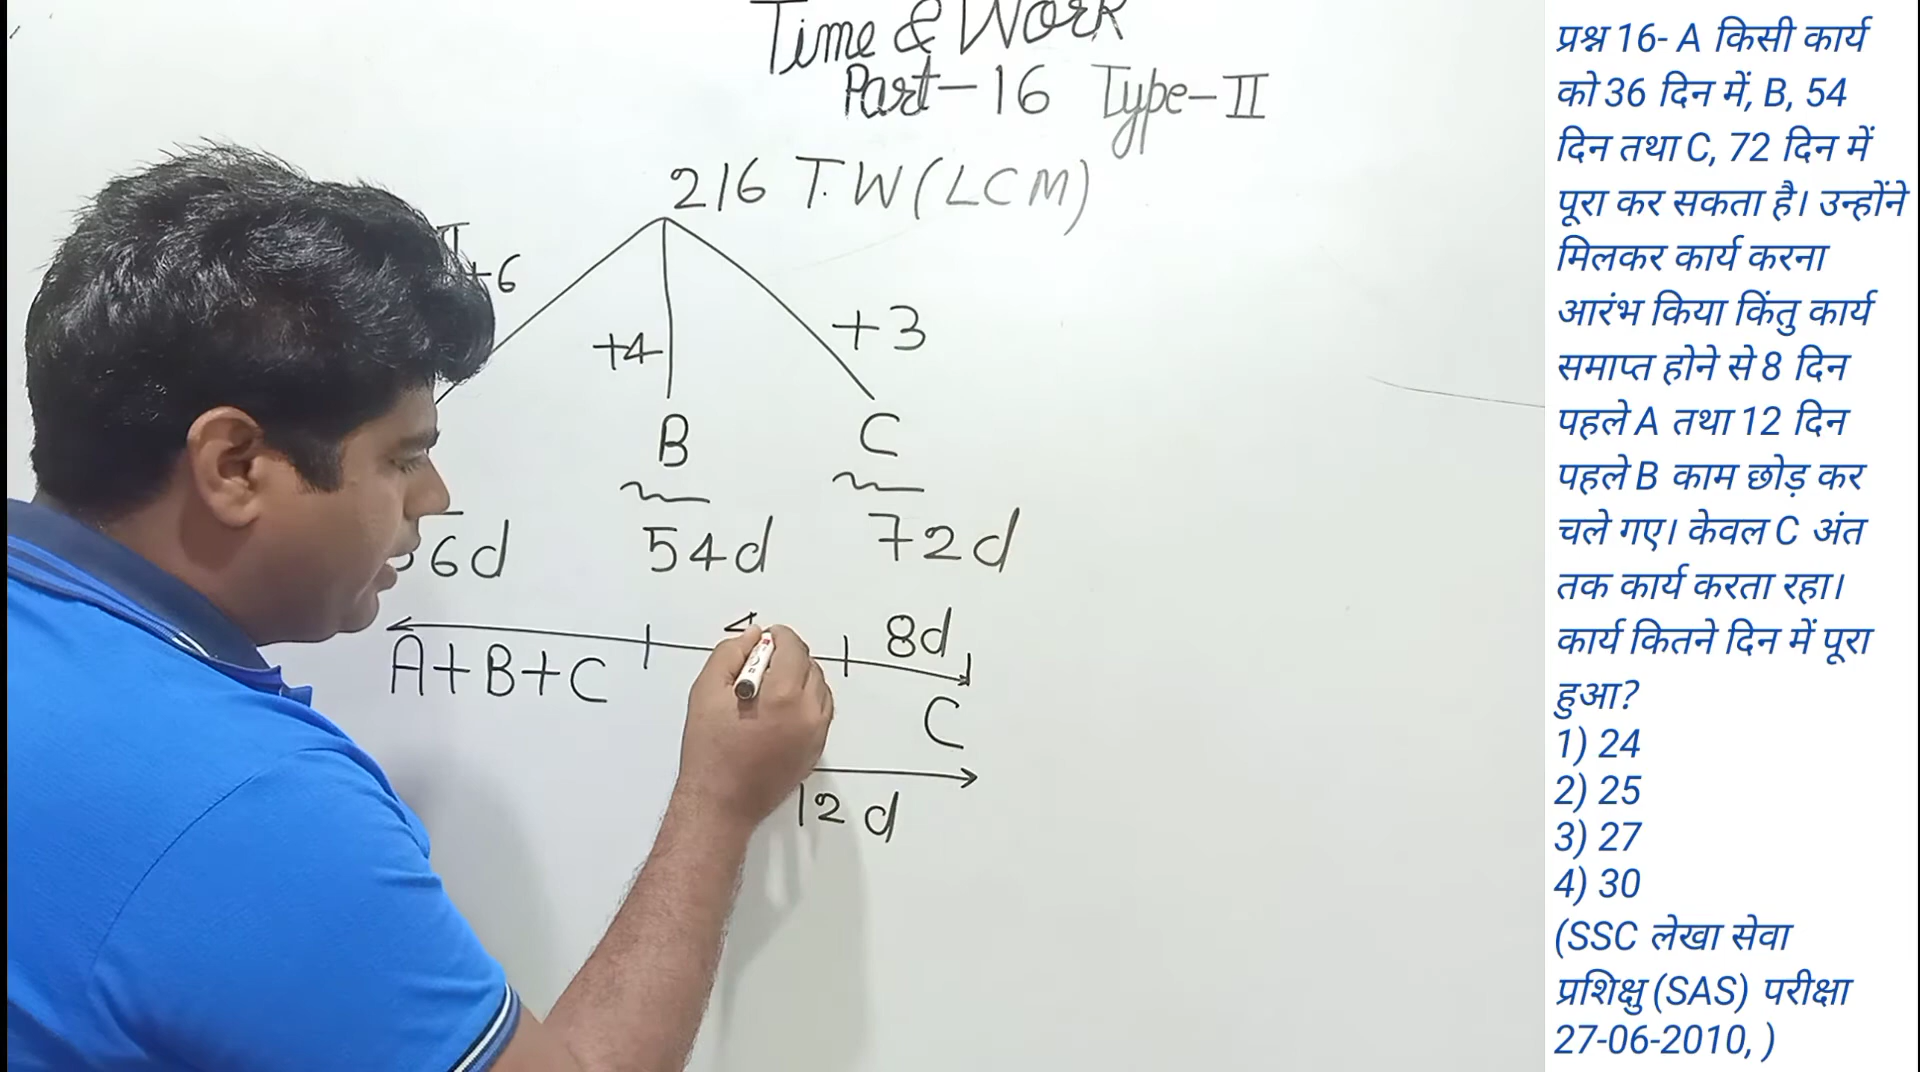 Time & Work
Part-16 Type-II
216 T.W(LCM)
+6
+4
+3
B
C
6d
54d
72d
8d
A+B+C
C
12d
प्रश्न 16- A किसी कार्य
को 36 दिन में, B, 54
दिन तथा C, 72 दिन में
पूरा कर सकता है। उन्होंने
मिलकर कार्य करना
आरंभ किया किंतु कार्य
समाप्त होने से 8 दिन
पहले A तथा 12 दिन
पहले B काम छोड़ कर
चले गए। केवल C अंत
तक कार्य करता रहा।
कार्य कितने दिन में पूरा
हुआ?
1) 24
2) 25
3) 27
4) 30
(SSC लेखा सेवा
प्रशिक्षु (SAS) परीक्षा
27-06-2010, )